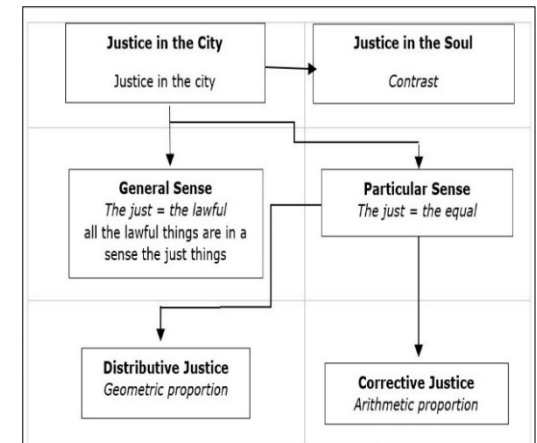 Justice in the City
Justice in the city
Justice in the Soul
Contrast
General Sense
The just = the lawful
all the lawful things are in a
sense the just things
Particular Sense
The just = the equal
Distributive Justice
Geometric proportion
Corrective Justice
Arithmetic proportion